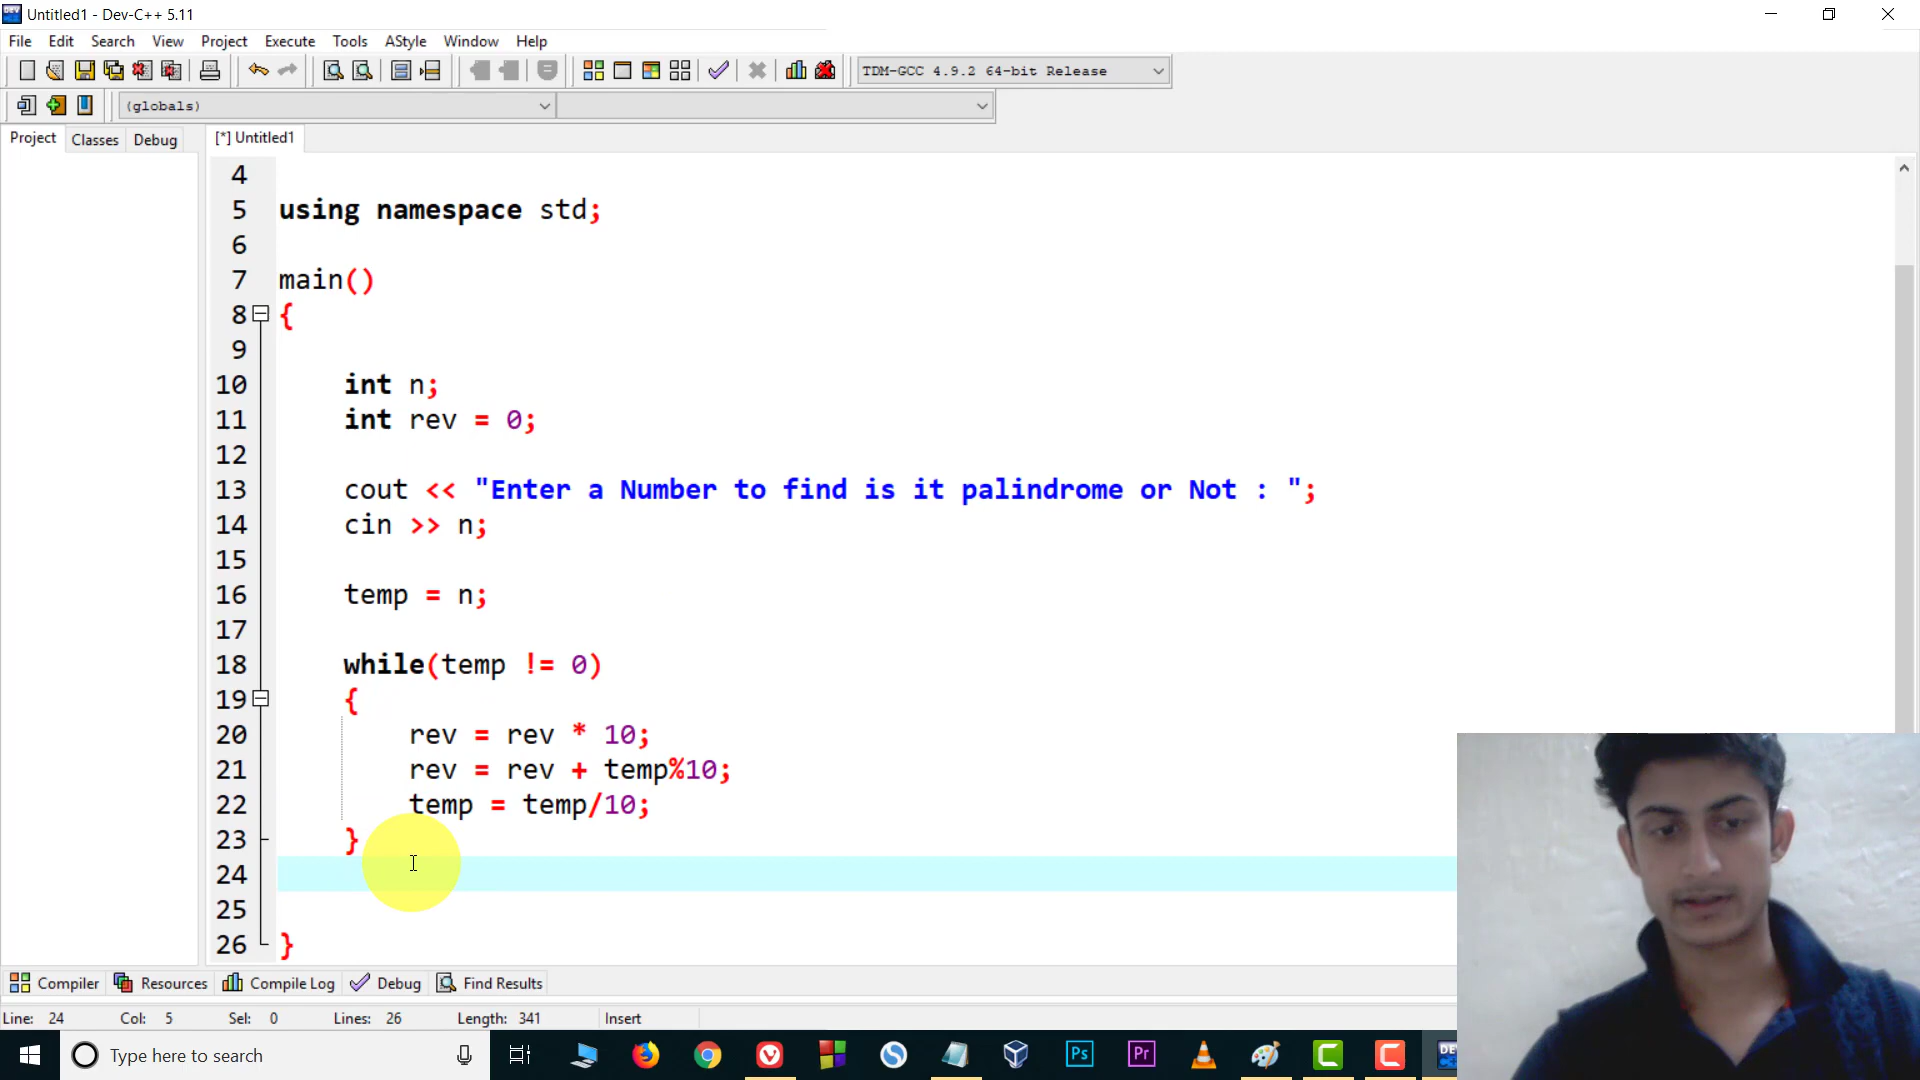 Untitled1 - Dev-C++ 5.11
File Edit Search View Project Execute Tools AStyle Window Help
TDM-GCC 4.9.2 64-bit Release
(globals)
Project Classes Debug [*] Untitled1
4
5 using namespace std;
6
7 main()
8 {
9
10 int n;
11 int rev = 0;
12
13 cout << "Enter a Number to find is it palindrome or Not : ";
14 cin >> n;
15
16 temp = n;
17
18 while(temp != 0)
19 {
20 rev = rev * 10;
21 rev = rev + temp%10;
22 temp = temp/10;
23 }
24
25
26 }
Compiler Resources Compile Log Debug Find Results
Line: 24 Col: 5 Sel: 0 Lines: 26 Length: 341 Insert
Type here to search Ps Pr